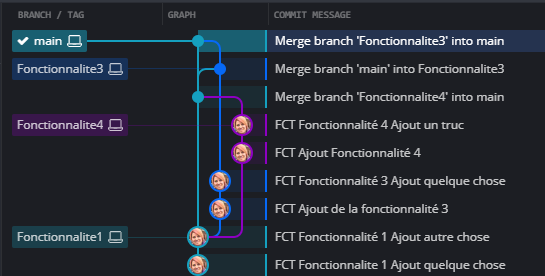 BRANCH / TAG GRAPH COMMIT MESSAGE
main Merge branch 'Fonctionnalite3' into main
Fonctionnalite3 Merge branch 'main' into Fonctionnalite3
Merge branch 'Fonctionnalite4' into main
Fonctionnalite4 FCT Fonctionnalité 4 Ajout un truc
FCT Ajout Fonctionnalité 4
FCT Fonctionnalité 3 Ajout quelque chose
FCT Ajout de la fonctionnalité 3
Fonctionnalite1 FCT Fonctionnalité 1 Ajout autre chose
FCT Fonctionnalité 1 Ajout quelque chose